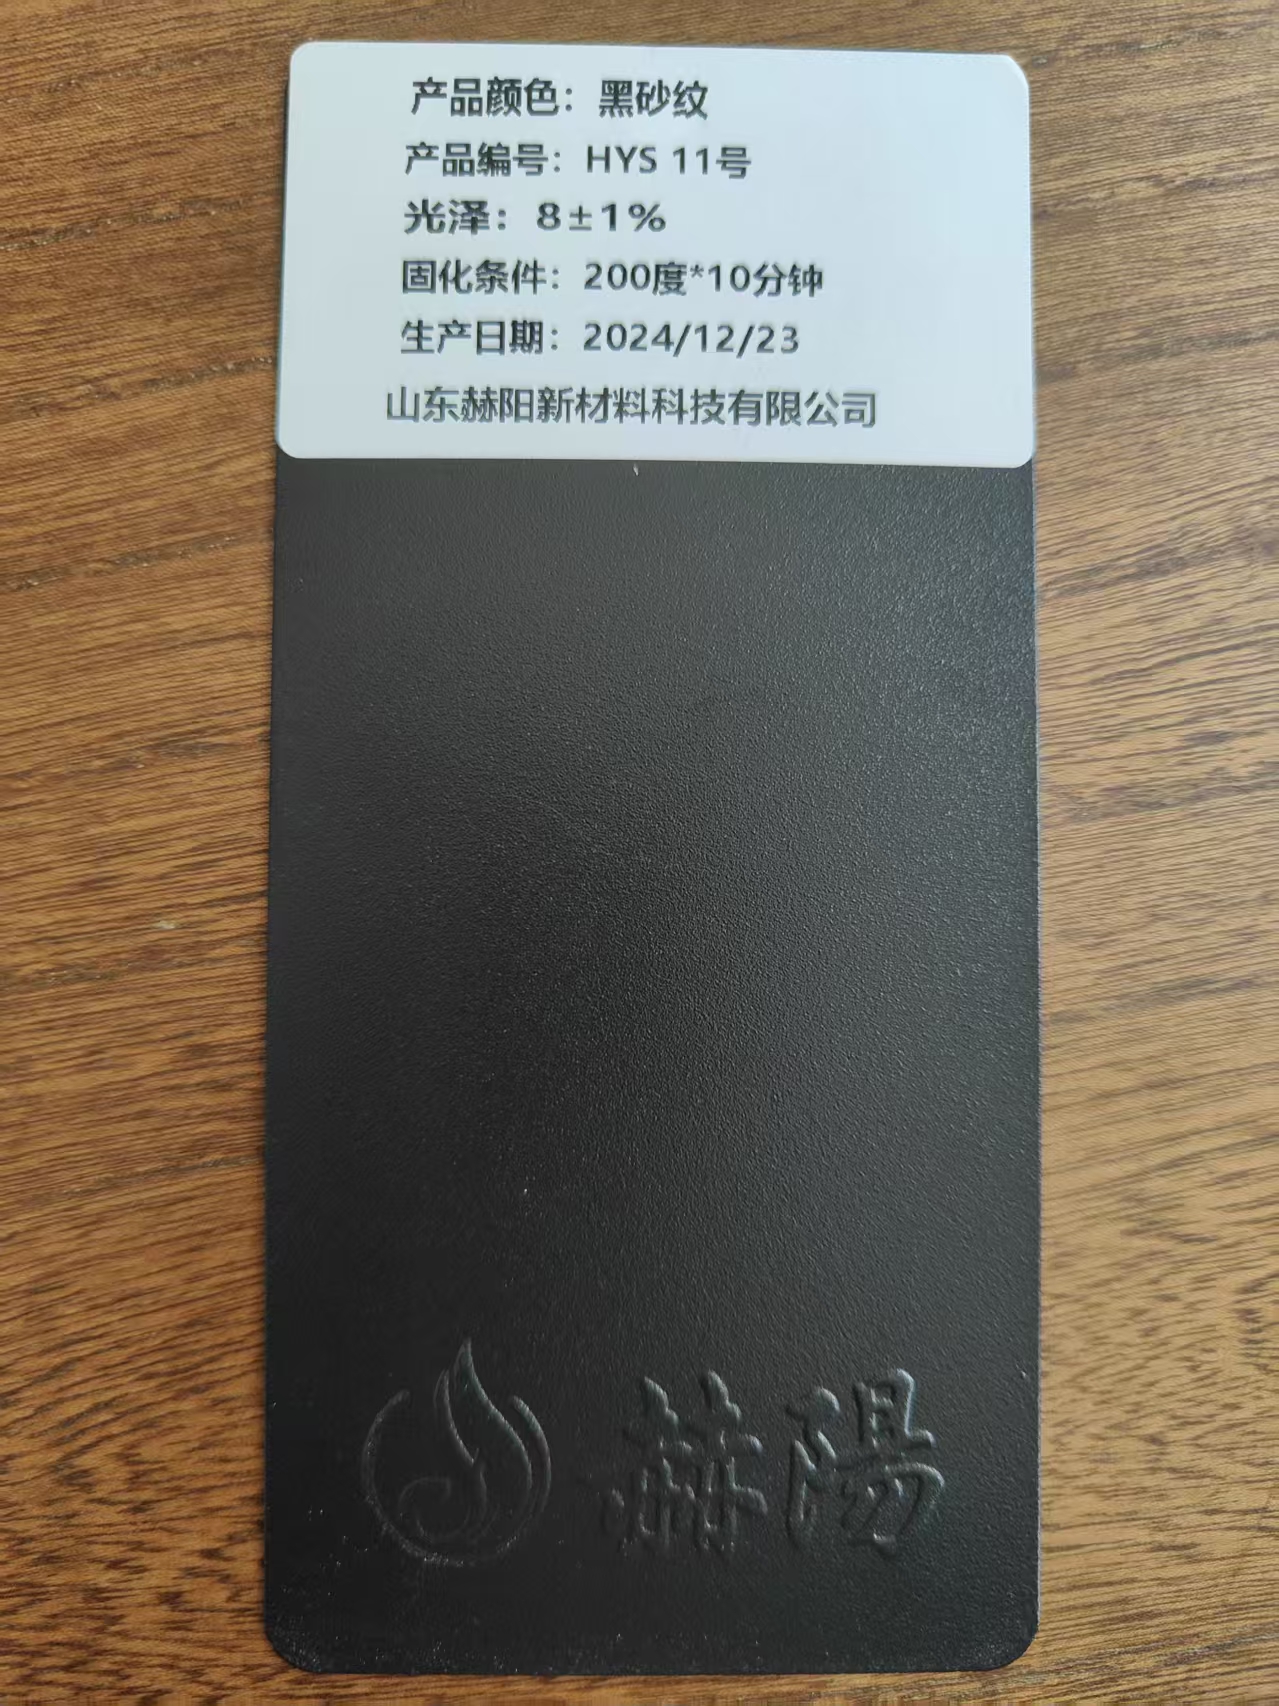 产品颜色：黑砂纹
产品编号：HYS 11号
光泽：8±1%
固化条件：200度*10分钟
生产日期：2024/12/23
山东赫阳新材料科技有限公司
赫陽